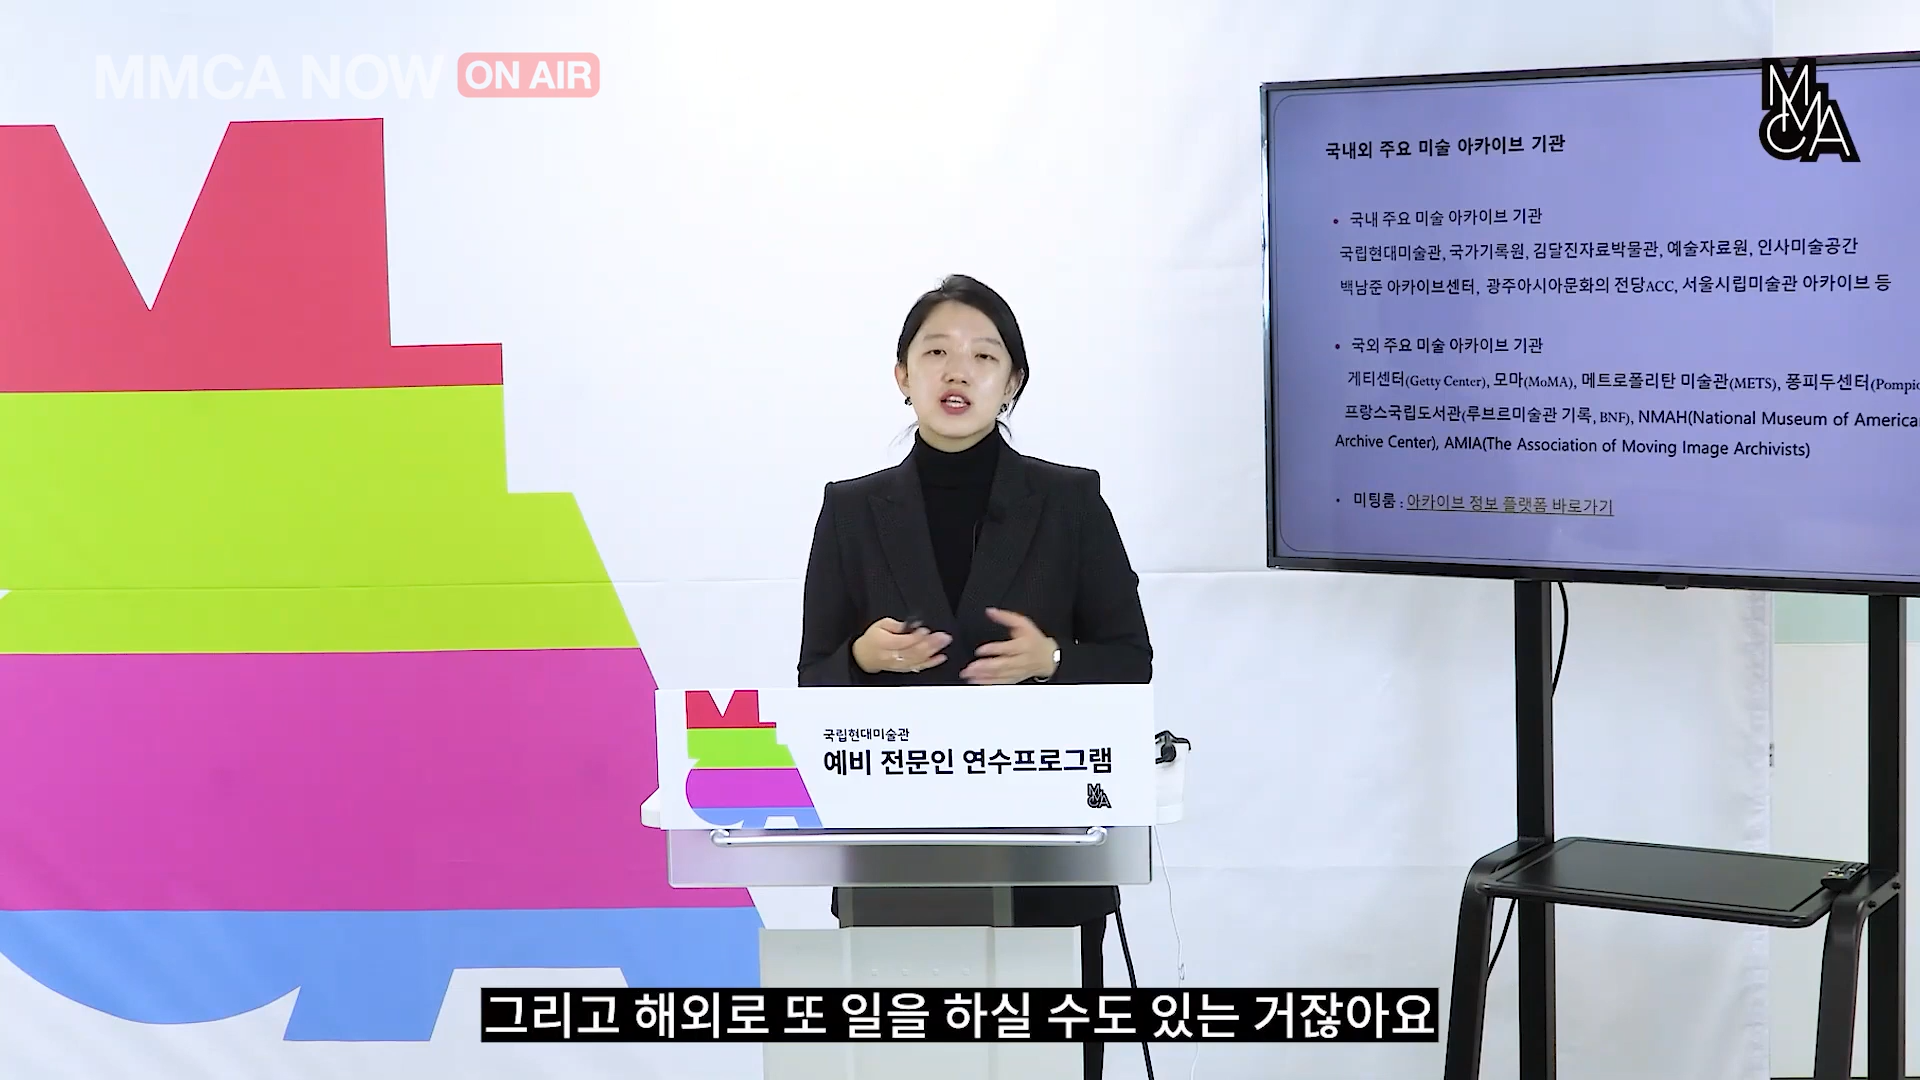 MMCA NOW ON AIR
MMCA
국내외 주요 미술 아카이브 기관
• 국내 주요 미술 아카이브 기관
국립현대미술관, 국가기록원, 김달진자료박물관, 예술자료원, 인사미술공간
백남준 아카이브센터, 광주아시아문화의 전당ACC, 서울시립미술관 아카이브 등
• 국외 주요 미술 아카이브 기관
게티센터(Getty Center), 모마(MoMA), 메트로폴리탄 미술관(METS), 퐁피두센터(Pompid
프랑스국립도서관(루브르미술관 기록, BNF), NMAH(National Museum of American
Archive Center), AMIA(The Association of Moving Image Archivists)
• 미팅룸 : 아카이브 정보 플랫폼 바로가기
국립현대미술관
예비 전문인 연수프로그램
MMCA
그리고 해외로 또 일을 하실 수도 있는 거잖아요